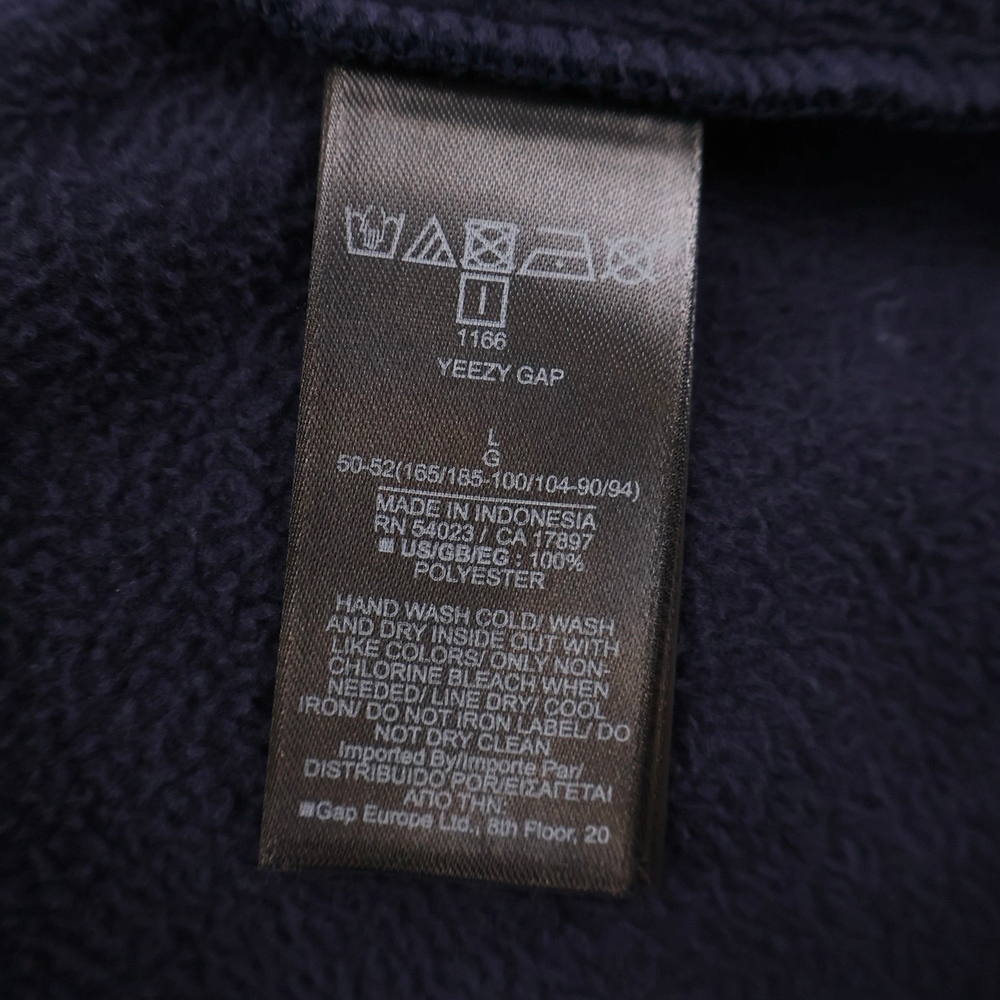 1166
YEEZY GAP
L
G
50-52(165/185-100/104-90/94)
MADE IN INDONESIA
RN 54023 / CA 17897
US/GB/EG : 100%
POLYESTER
HAND WASH COLD/ WASH
AND DRY INSIDE OUT WITH
LIKE COLORS/ ONLY NON-
CHLORINE BLEACH WHEN
NEEDED/ LINE DRY/ COOL
IRON/ DO NOT IRON LABEL/ DO
NOT DRY CLEAN
Imported By/Importe Par/
DISTRIBUIDO POR/ΕΙΣΑΓΕΤΑΙ
ΑΠΟ ΤΗΝ:
Gap Europe Ltd., 8th Floor, 20